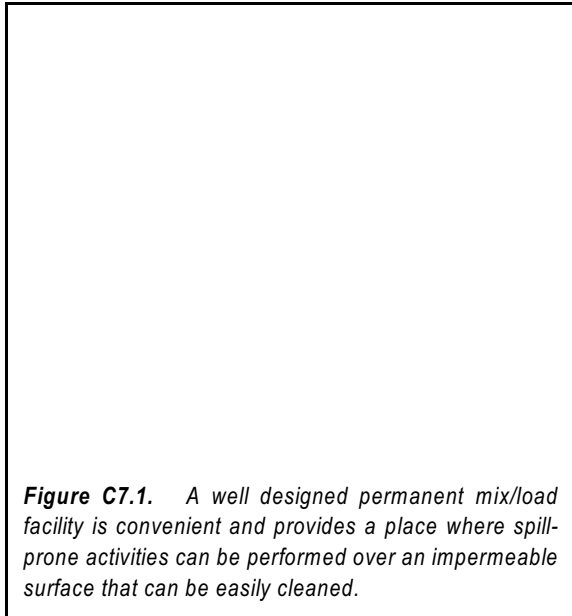 Figure C7.1. A well designed permanent mix/load
facility is convenient and provides a place where spill-
prone activities can be performed over an impermeable
surface that can be easily cleaned.